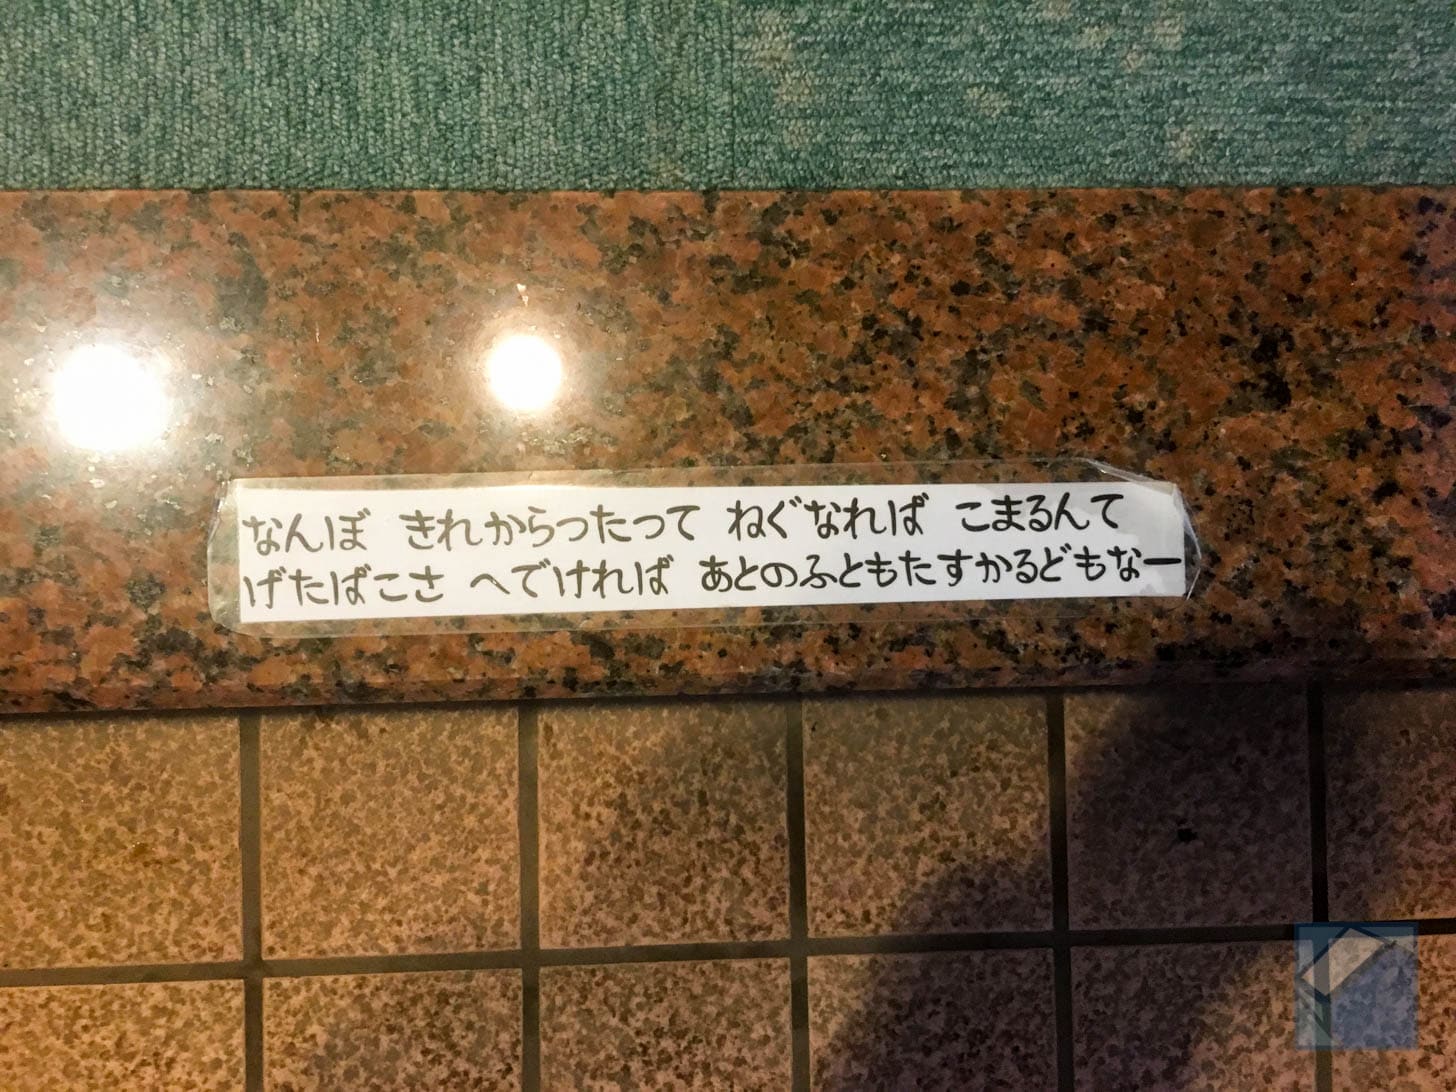 なんぼ きれからったって ねぐなれば こまるんて
げたばこさ へでければ あとのふともたすかるどもなー